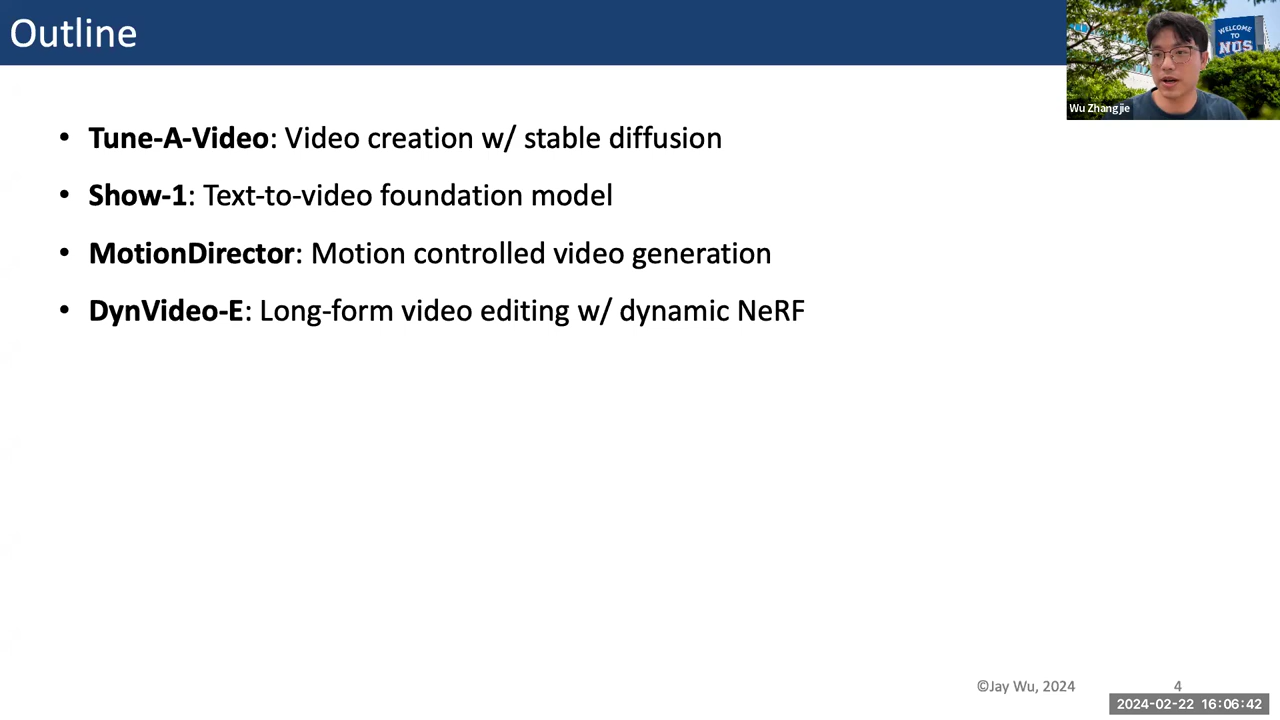 Outline
WELCOME
TO
NUS
Wu Zhangjie
• Tune-A-Video: Video creation w/ stable diffusion
• Show-1: Text-to-video foundation model
• MotionDirector: Motion controlled video generation
• DynVideo-E: Long-form video editing w/ dynamic NeRF
©Jay Wu, 2024
4
2024-02-22 16:06:42